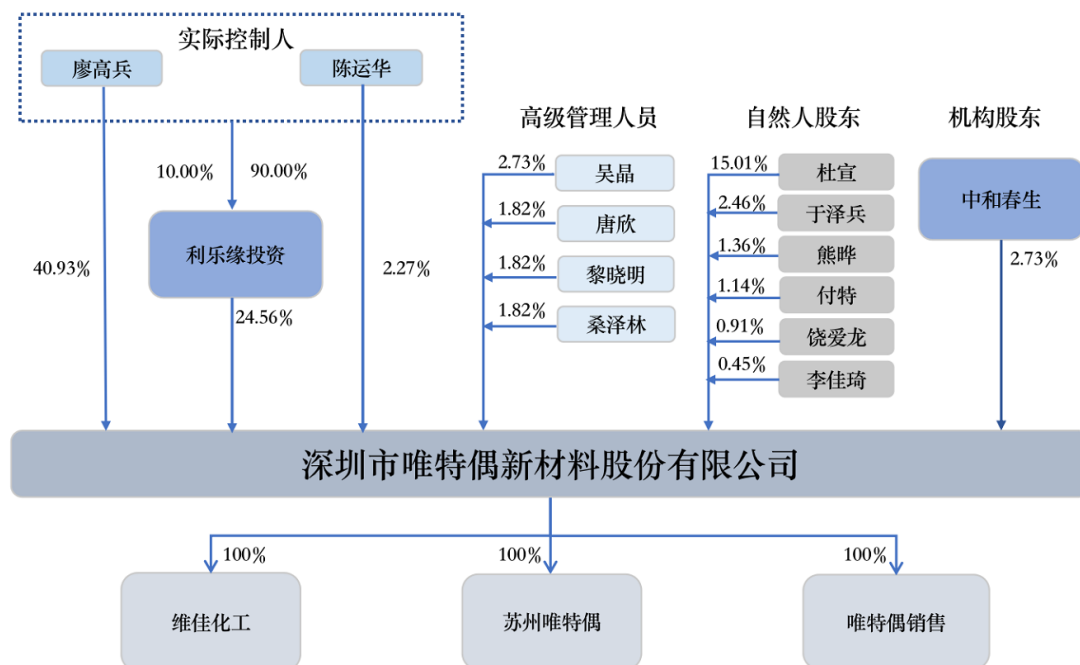 实际控制人
廖高兵
陈运华
10.00%
90.00%
利乐缘投资
40.93%
24.56%
2.27%
高级管理人员
2.73%
吴晶
1.82%
唐欣
1.82%
黎晓明
1.82%
桑泽林
自然人股东
15.01%
杜宣
2.46%
于泽兵
1.36%
熊晔
1.14%
付特
0.91%
饶爱龙
0.45%
李佳琦
机构股东
中和春生
2.73%
深圳市唯特偶新材料股份有限公司
100%
100%
100%
维佳化工
苏州唯特偶
唯特偶销售